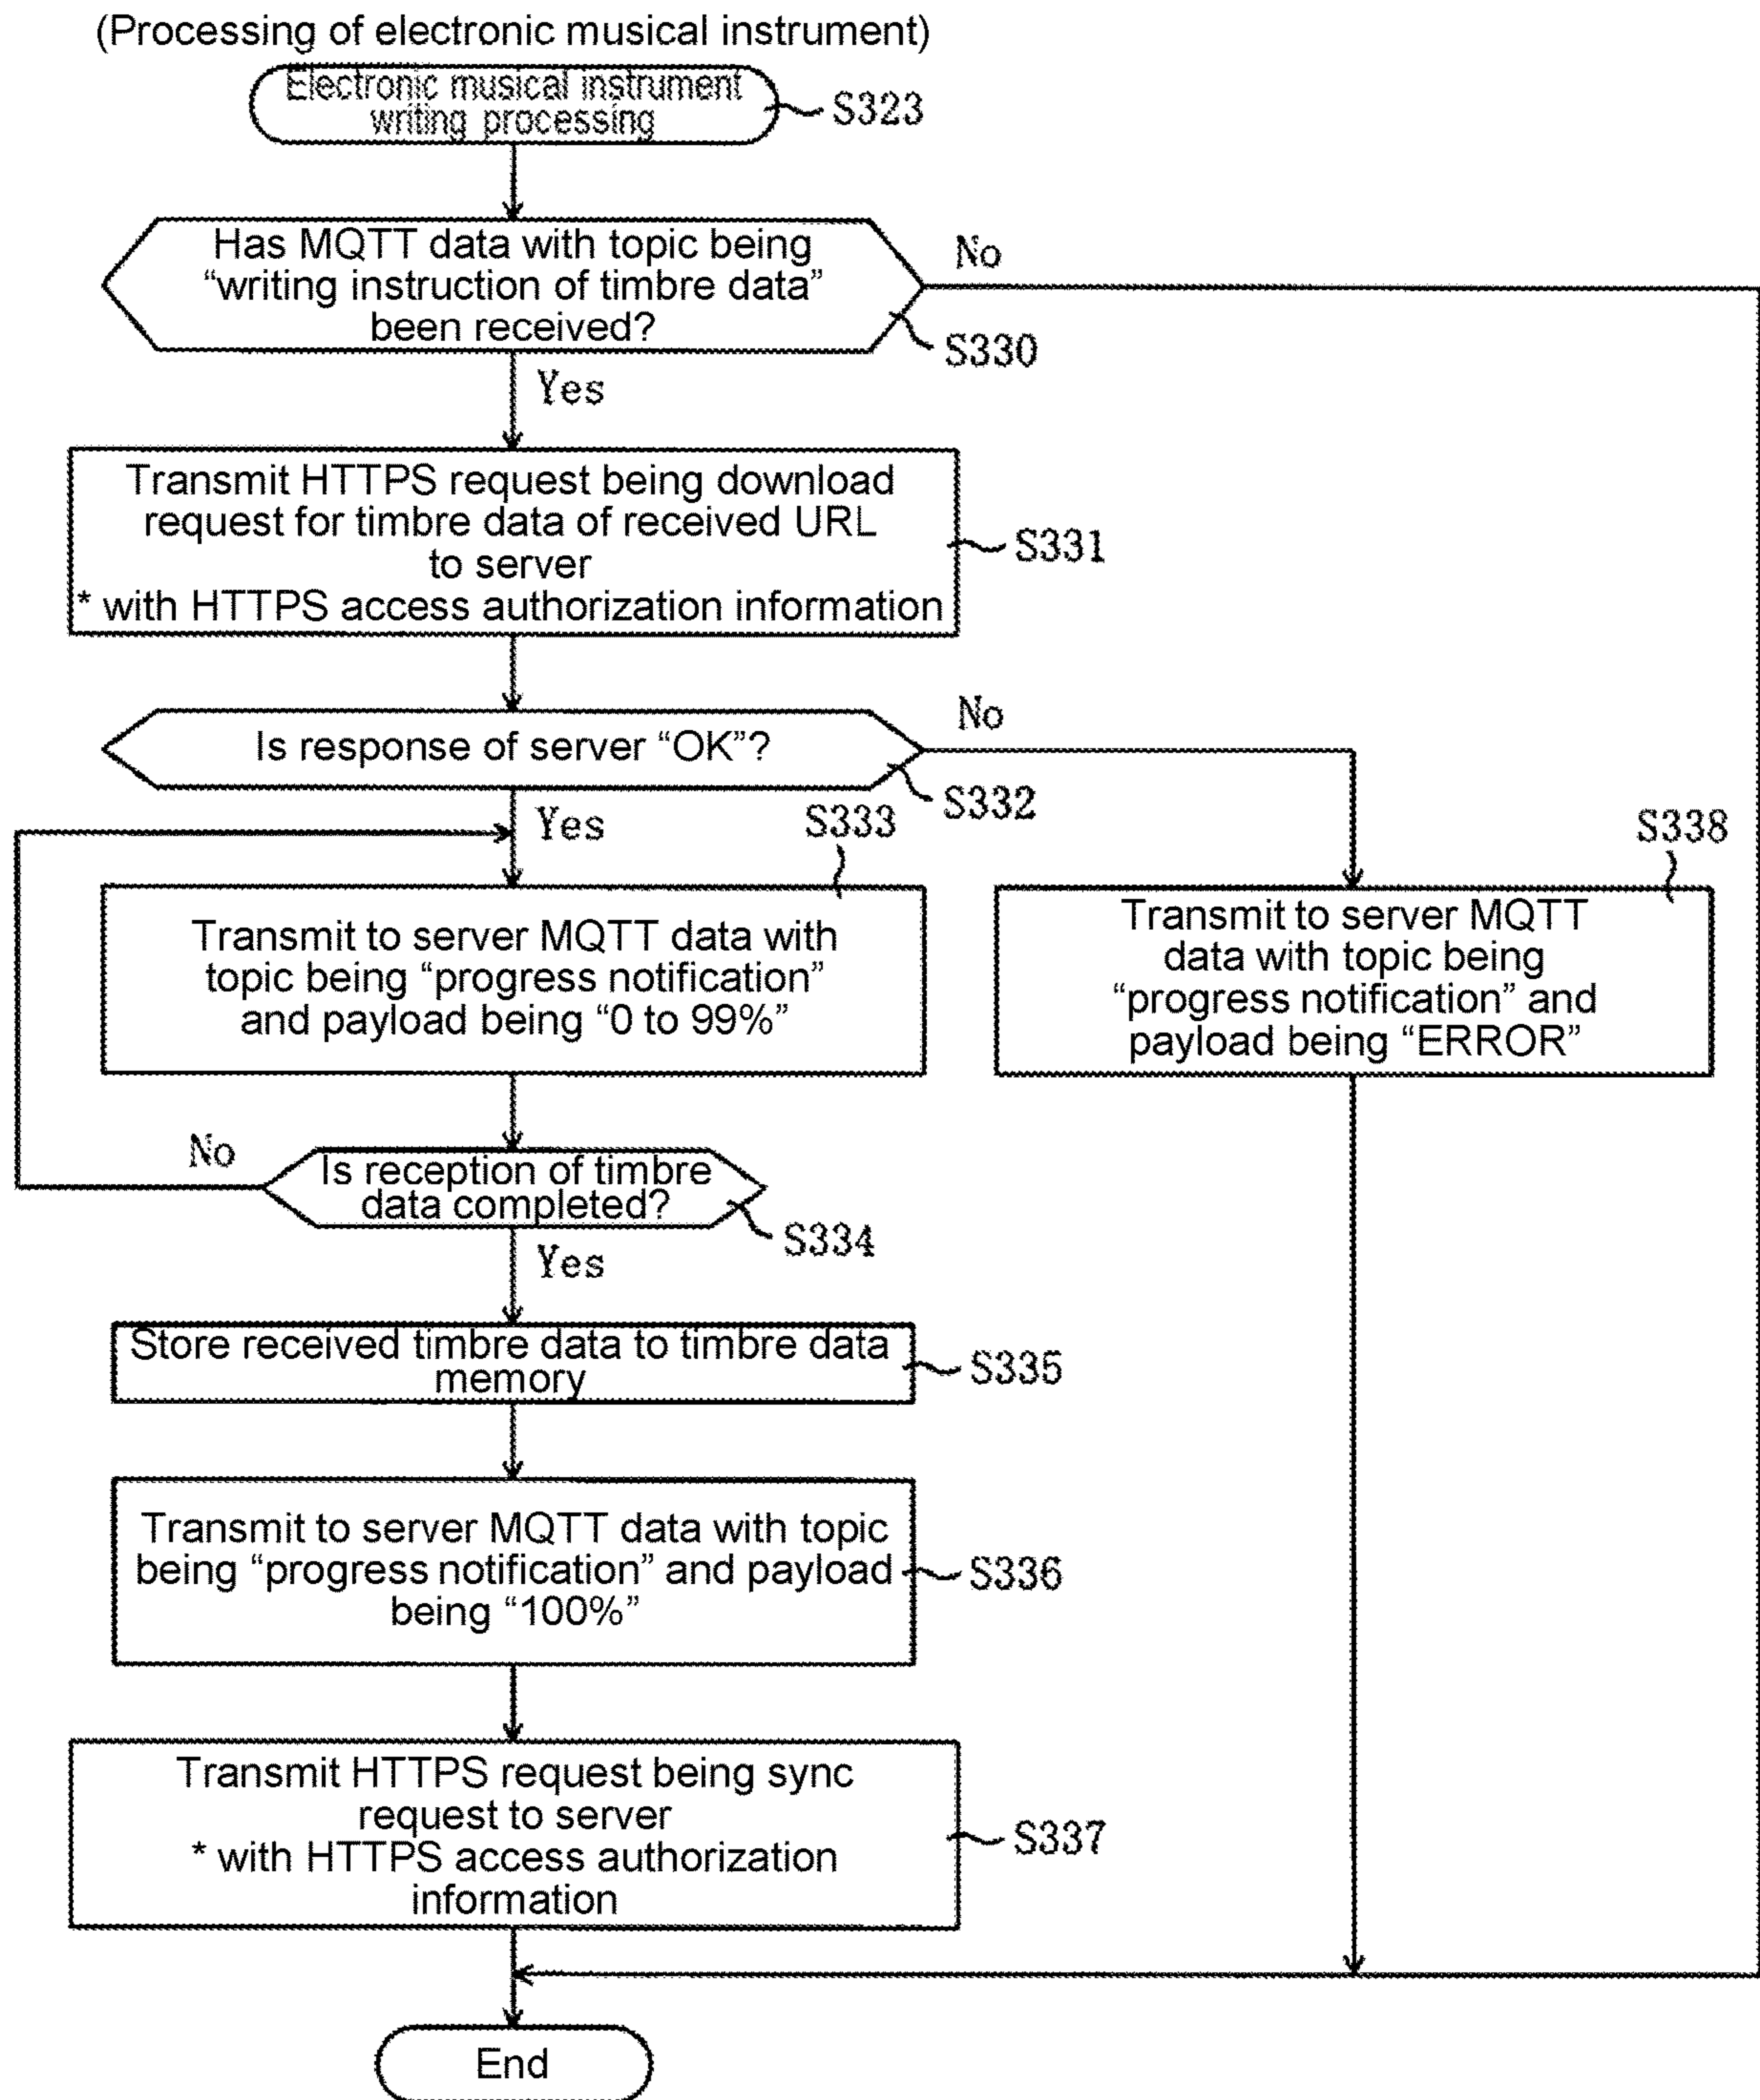 (Processing of electronic musical instrument)
Electronic musical instrument
writing processing
S323
Has MQTT data with topic being
“writing instruction of timbre data”
been received?
No
S330
Yes
Transmit HTTPS request being download
request for timbre data of received URL
to server
* with HTTPS access authorization information
S331
Is response of server “OK”?
No
S332
Yes
S333
S338
Transmit to server MQTT data with
topic being “progress notification”
and payload being “0 to 99%”
Transmit to server MQTT
data with topic being
“progress notification” and
payload being “ERROR”
No
Is reception of timbre
data completed?
S334
Yes
Store received timbre data to timbre data
memory
S335
Transmit to server MQTT data with topic
being “progress notification” and payload
being “100%”
S336
Transmit HTTPS request being sync
request to server
* with HTTPS access authorization
information
S337
End